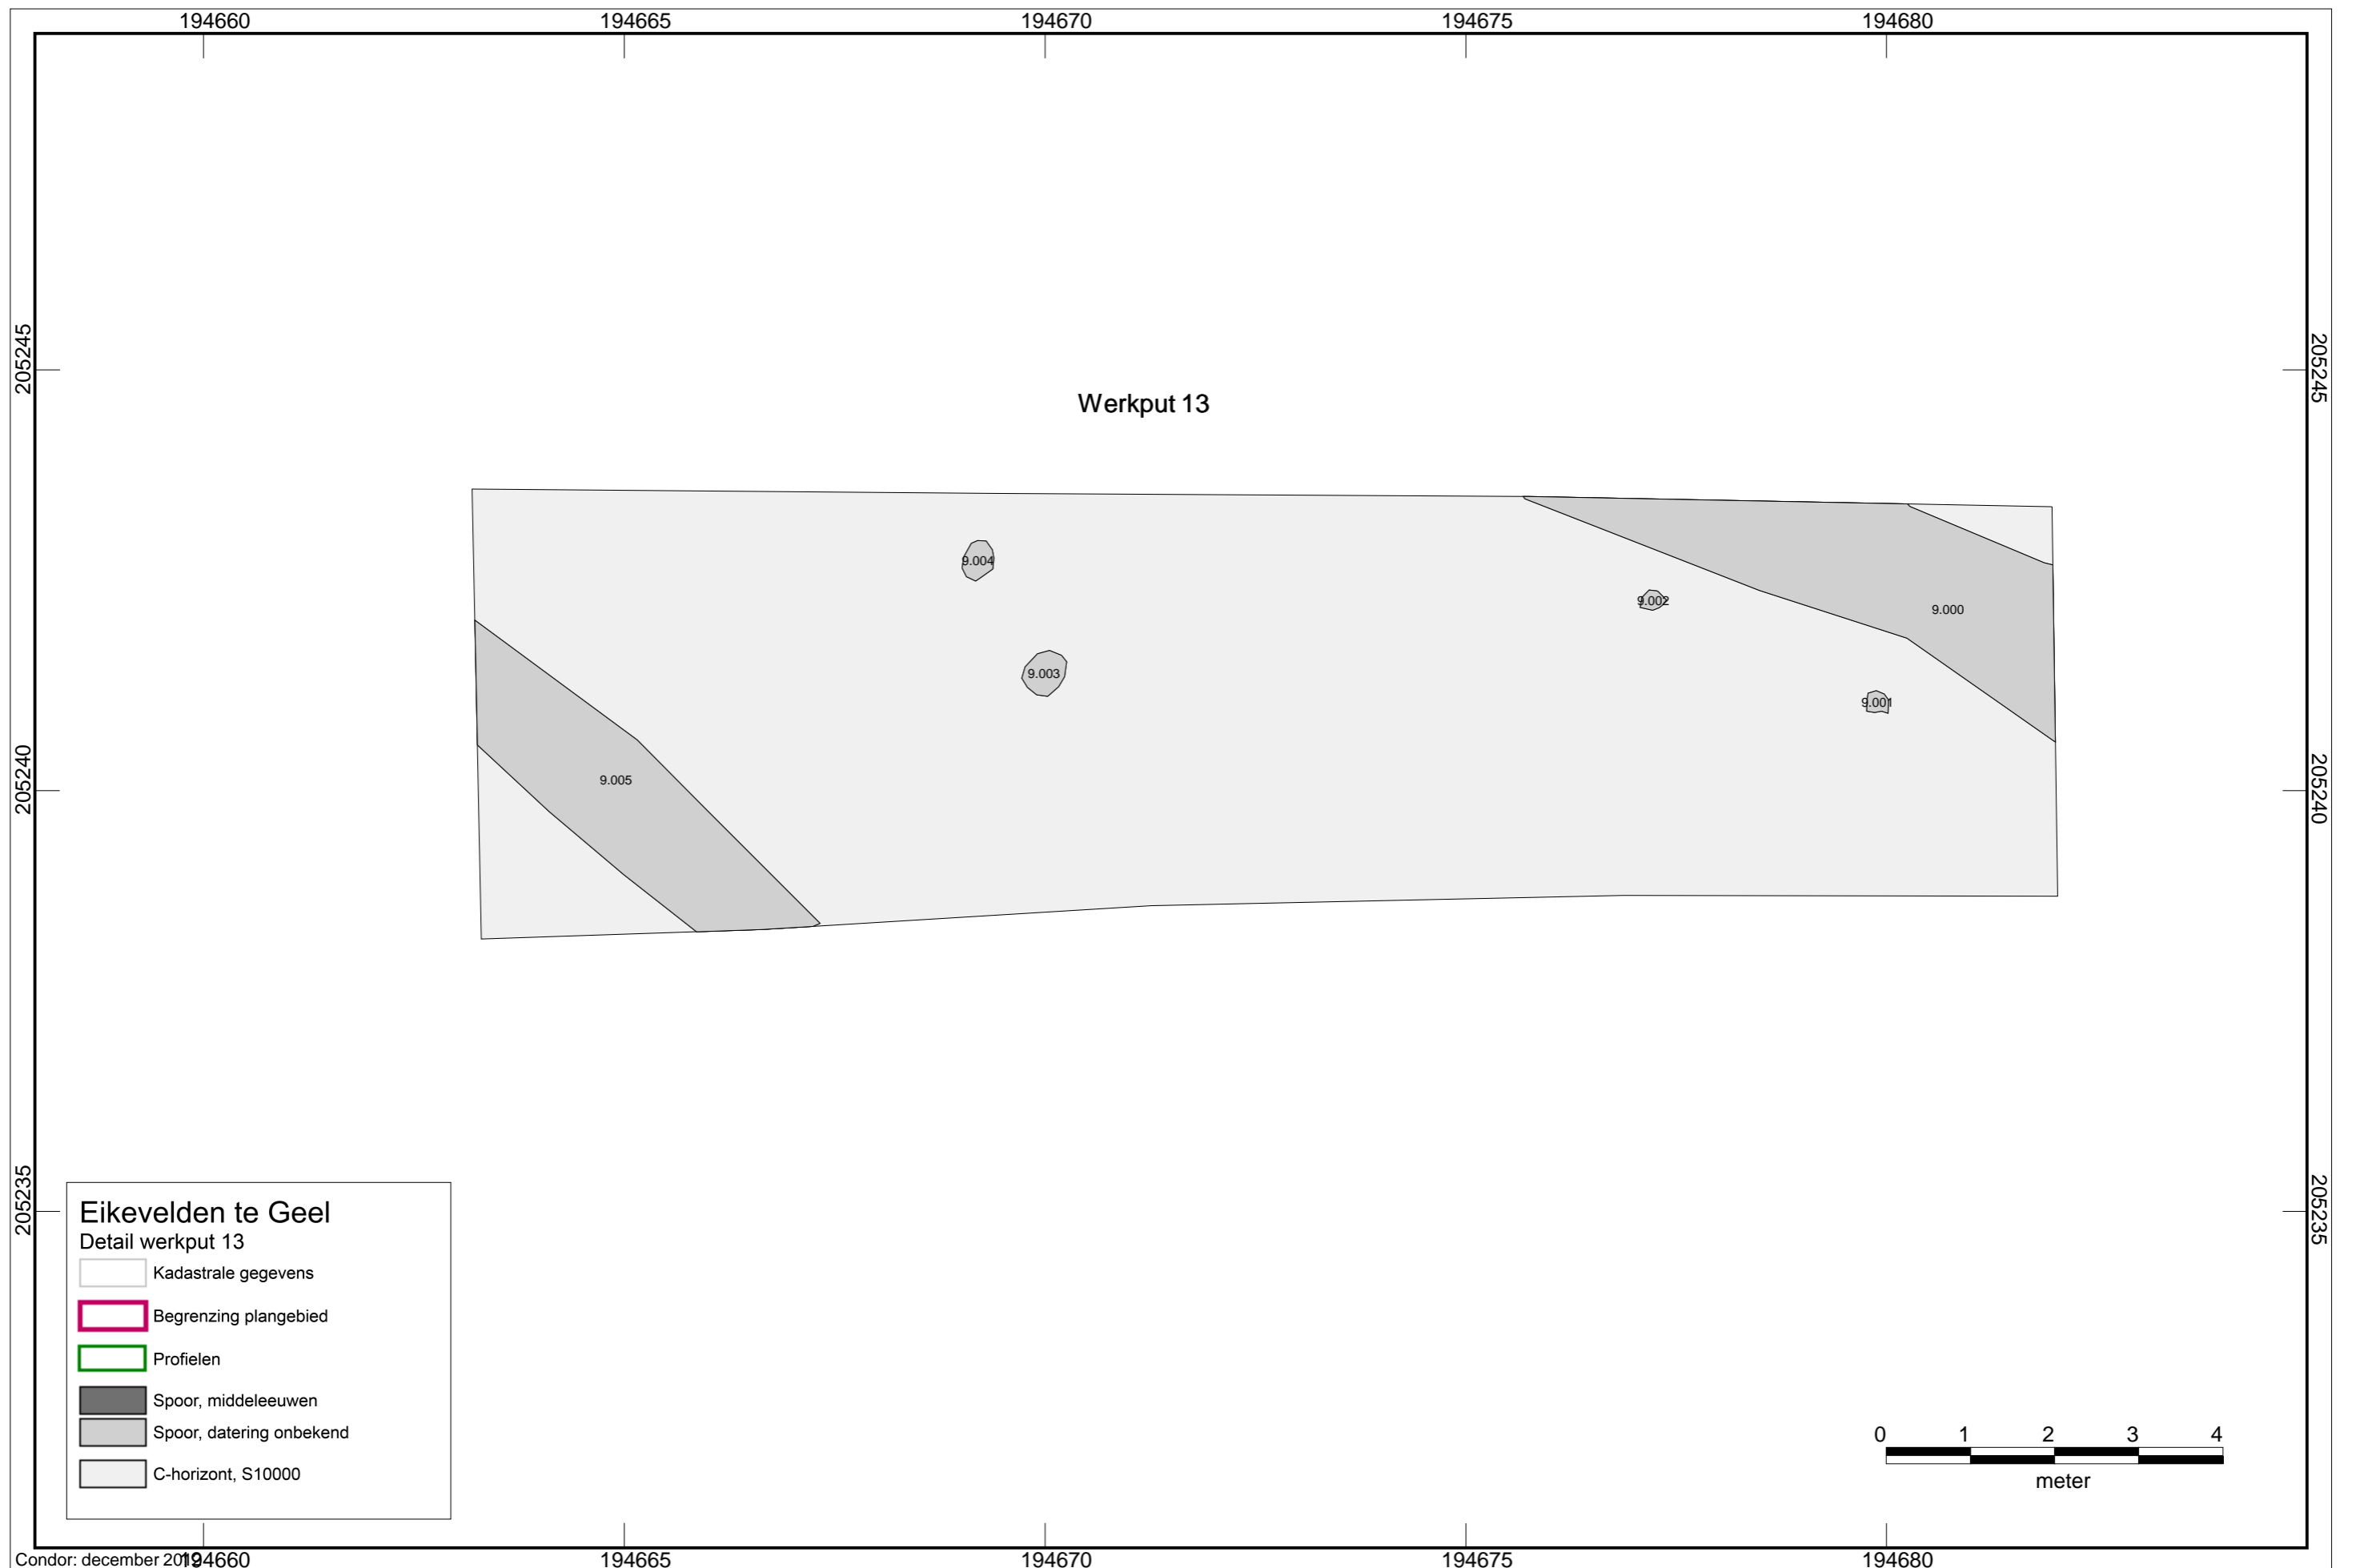 194660 194665 194670 194675 194680
205245 205245
Werkput 13
9.004
9.002
9.000
9.003
9.001
9.005
205240 205240
205235 205235
Eikevelden te Geel
Detail werkput 13
Kadastrale gegevens
Begrenzing plangebied
Profielen
Spoor, middeleeuwen
Spoor, datering onbekend
C-horizont, S10000
0 1 2 3 4
meter
Condor: december
194660 194665 194670 194675 194680